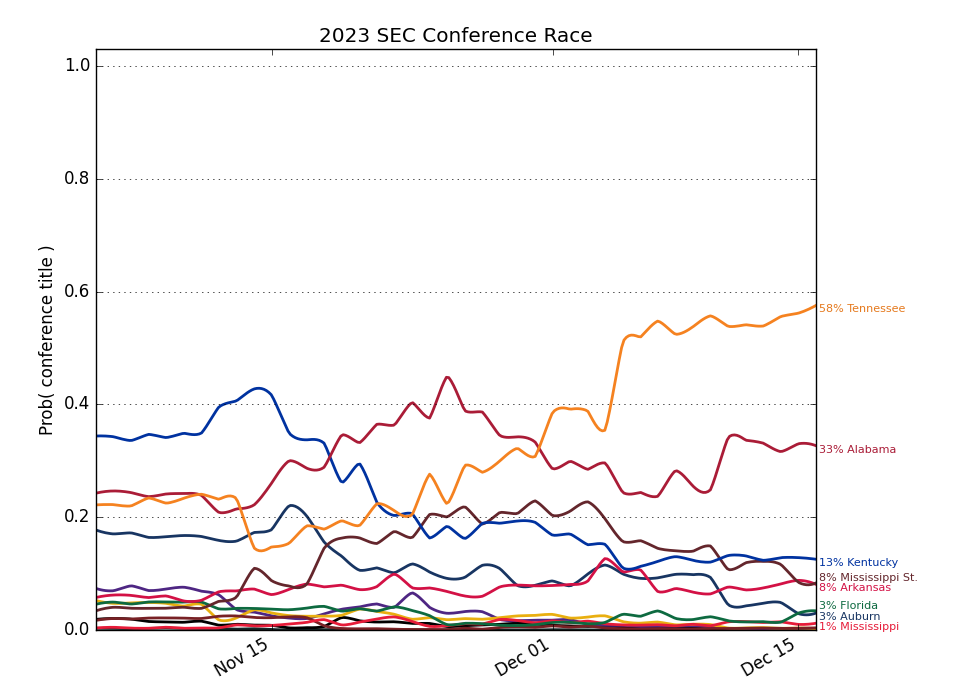 2023 SEC Conference Race
1.0
0.8
0.6
0.4
0.2
0.0
Prob( conference title )
58% Tennessee
33% Alabama
13% Kentucky
8% Mississippi St.
8% Arkansas
3% Florida
3% Auburn
1% Mississippi
Nov 15
Dec 01
Dec 15